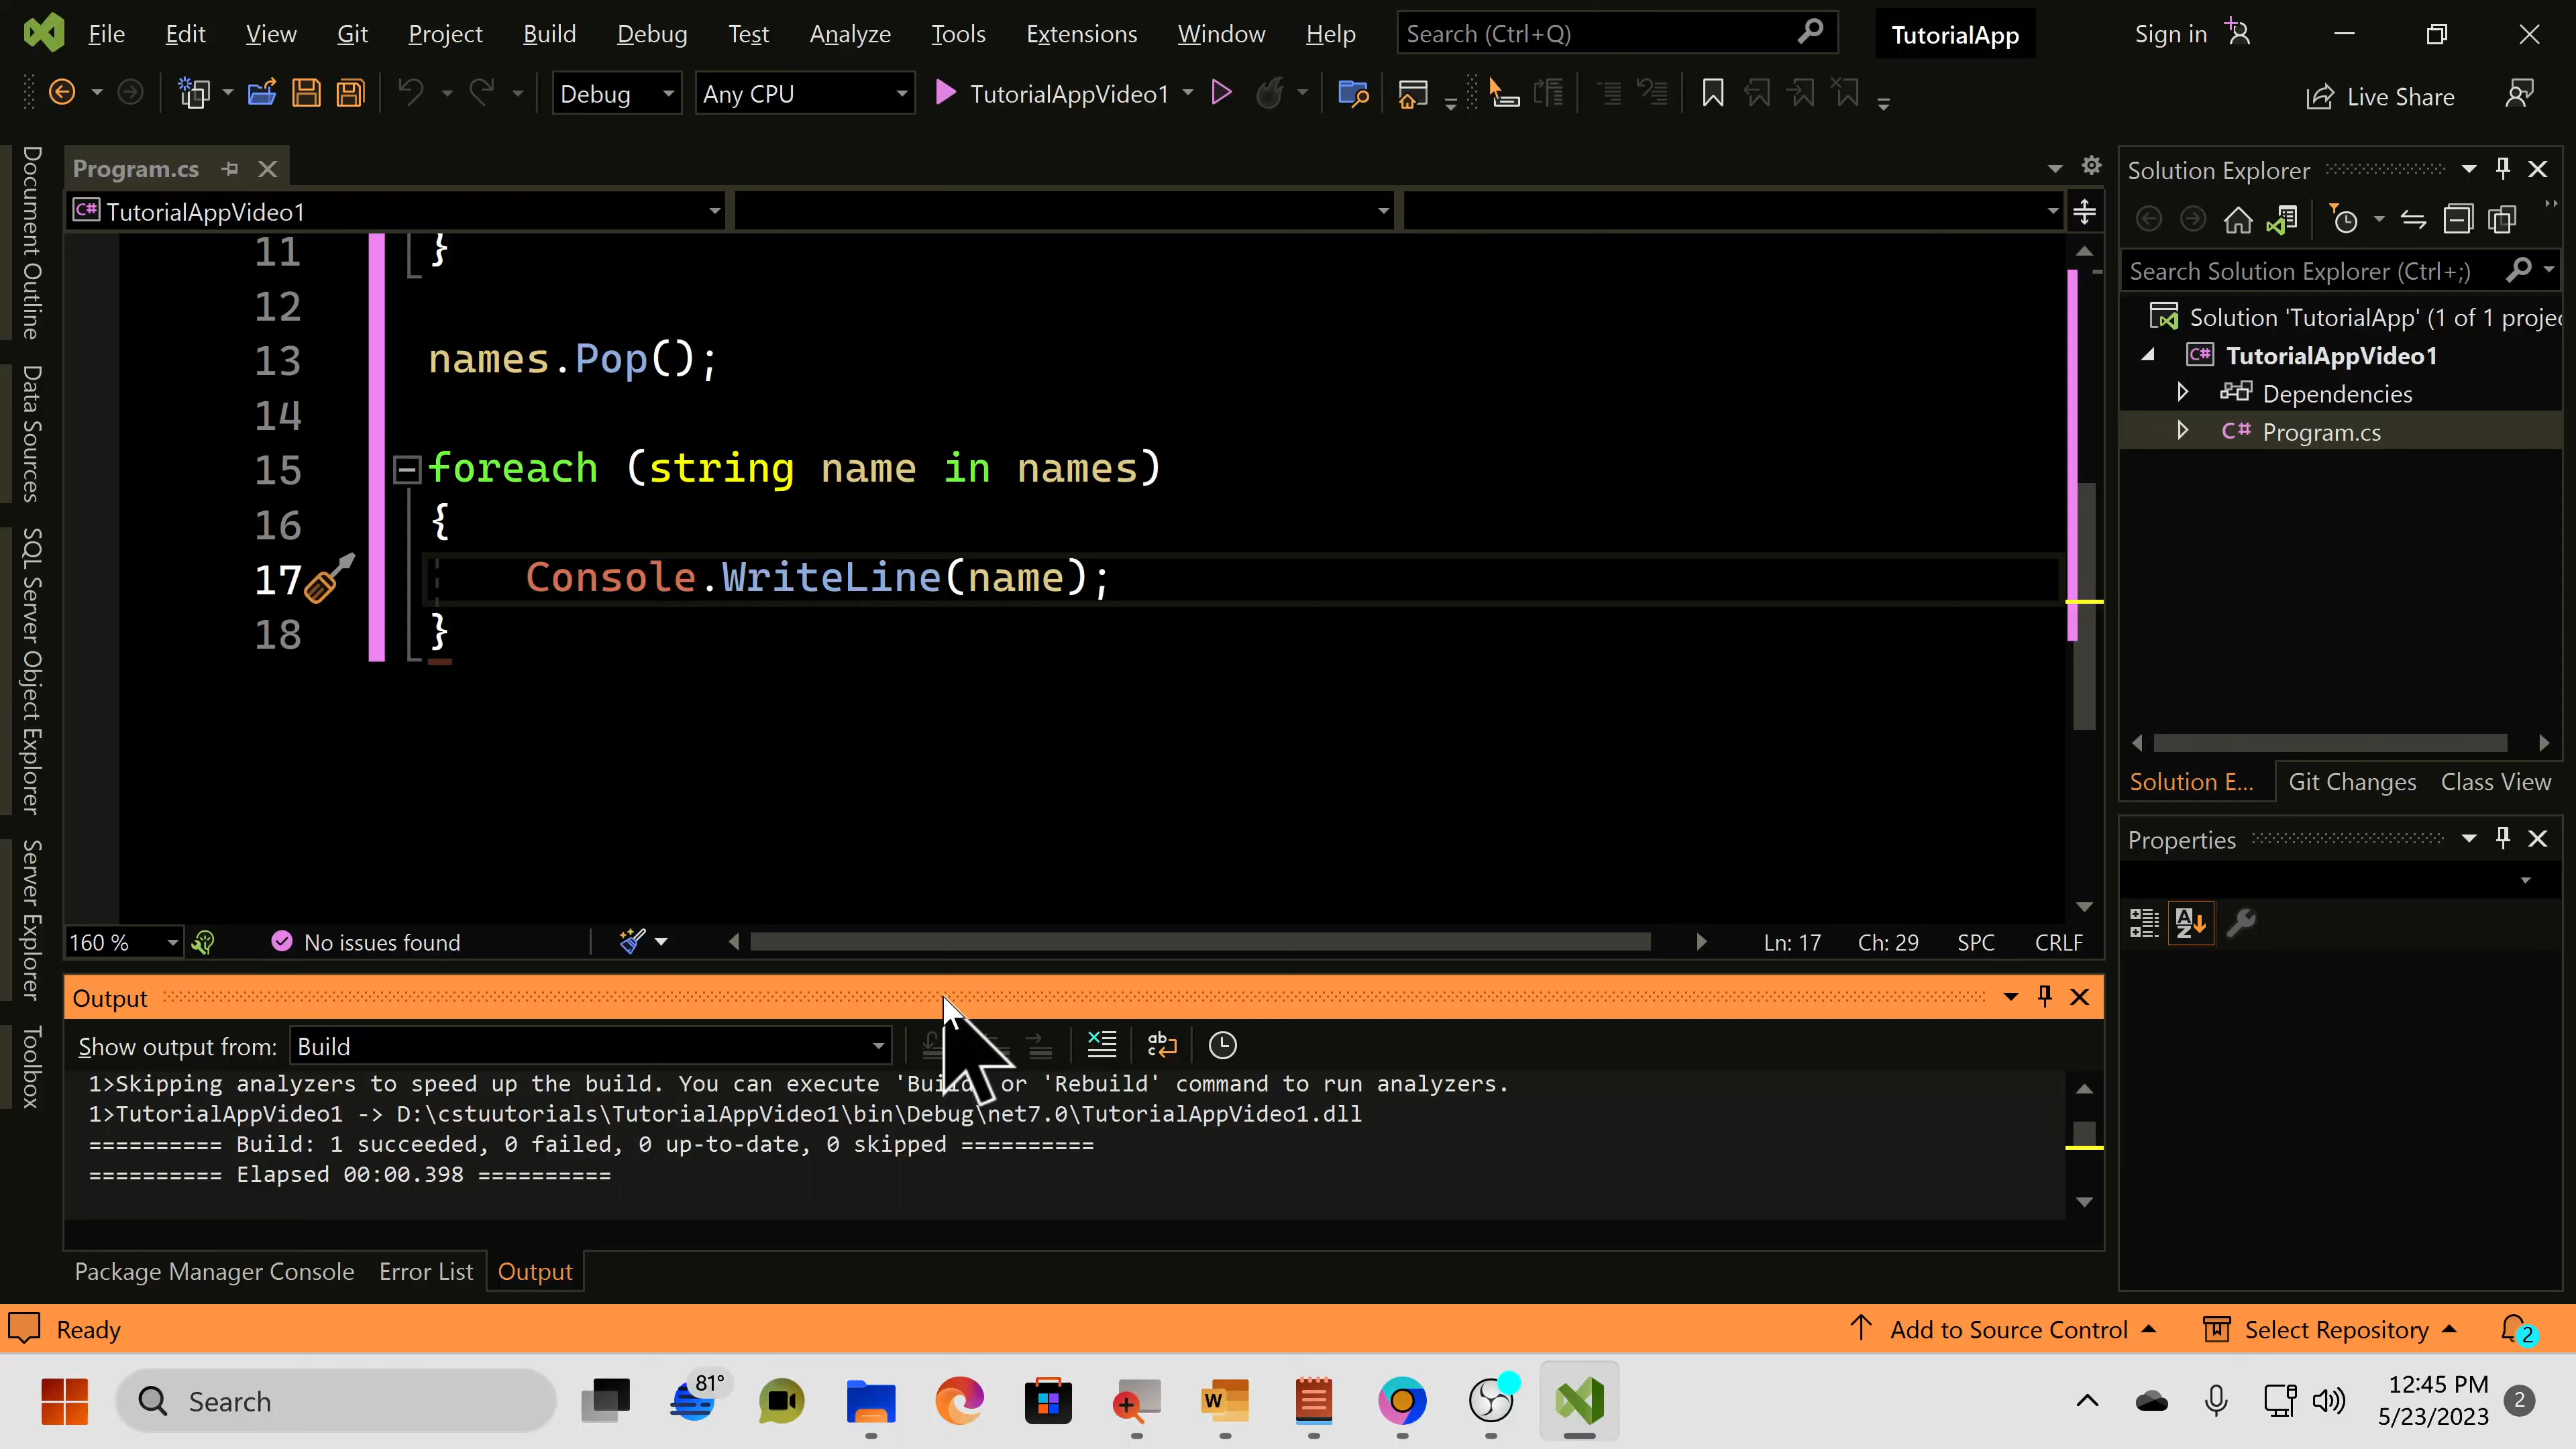 File Edit View Git Project Build Debug Test Analyze Tools Extensions Window Help Search (Ctrl+Q) TutorialApp Sign in
Debug Any CPU TutorialAppVideo1 Live Share
Document Outline
Data Sources
SQL Server Object Explorer
Server Explorer
Toolbox
Program.cs
C# TutorialAppVideo1
11 }
12
13 names.Pop();
14
15 foreach (string name in names)
16 {
17 Console.WriteLine(name);
18 }
160 % No issues found Ln: 17 Ch: 29 SPC CRLF
Output
Show output from: Build
1>Skipping analyzers to speed up the build. You can execute 'Build' or 'Rebuild' command to run analyzers.
1>TutorialAppVideo1 -> D:\cstuutorials\TutorialAppVideo1\bin\Debug\net7.0\TutorialAppVideo1.dll
========== Build: 1 succeeded, 0 failed, 0 up-to-date, 0 skipped ==========
========== Elapsed 00:00.398 ==========
Package Manager Console Error List Output
Solution Explorer
Search Solution Explorer (Ctrl+;)
Solution 'TutorialApp' (1 of 1 projec
C# TutorialAppVideo1
Dependencies
C# Program.cs
Solution E... Git Changes Class View
Properties
Ready Add to Source Control Select Repository 2
Search 81° W 12:45 PM 2
5/23/2023